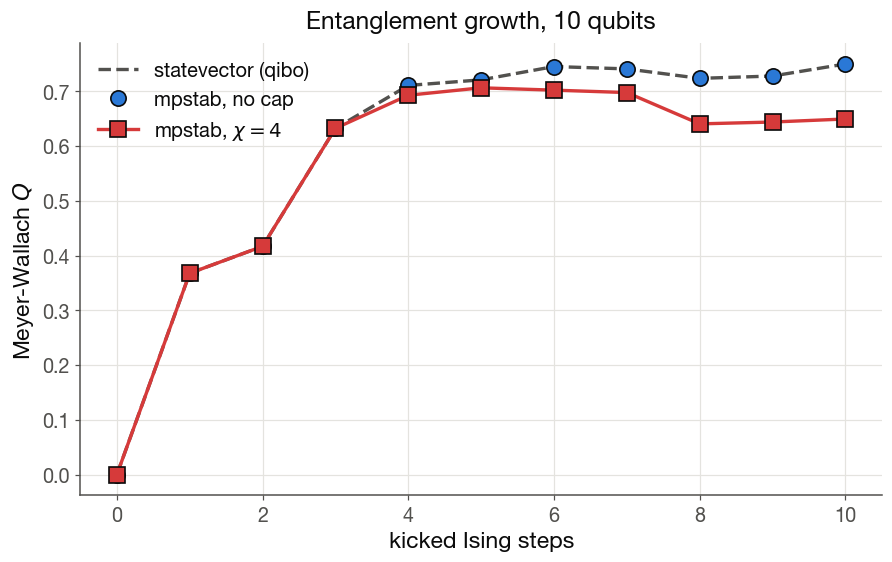 Entanglement growth, 10 qubits
statevector (qibo)
mpstab, no cap
mpstab, χ = 4
Meyer-Wallach Q
0.7
0.6
0.5
0.4
0.3
0.2
0.1
0.0
0 2 4 6 8 10
kicked Ising steps